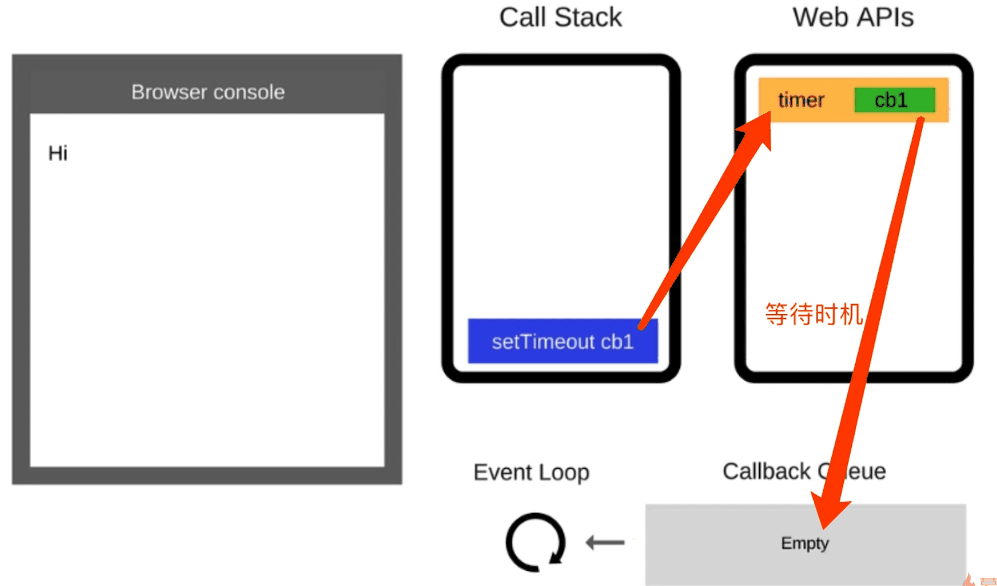 Call Stack
Web APIs
Browser console
Hi
timer
cb1
等待时机
setTimeout cb1
Event Loop
Callback Queue
Empty